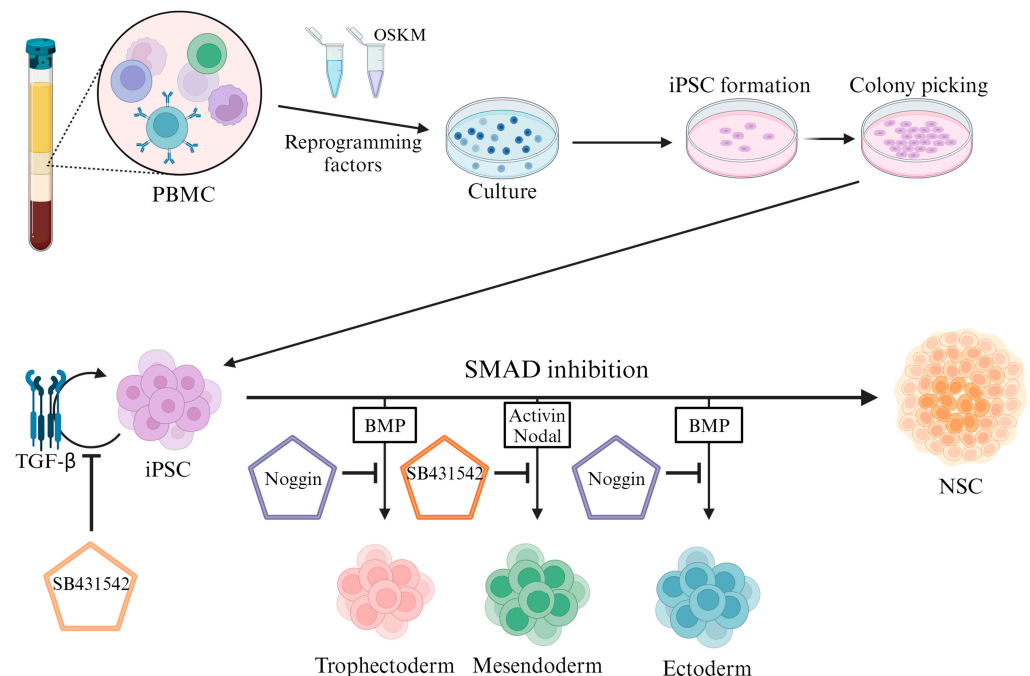 OSKM
Reprogramming
factors
PBMC
Culture
iPSC formation
Colony picking
TGF-β
iPSC
SB431542
SMAD inhibition
BMP
Activin
Nodal
BMP
Noggin
SB431542
Noggin
NSC
Trophectoderm
Mesendoderm
Ectoderm